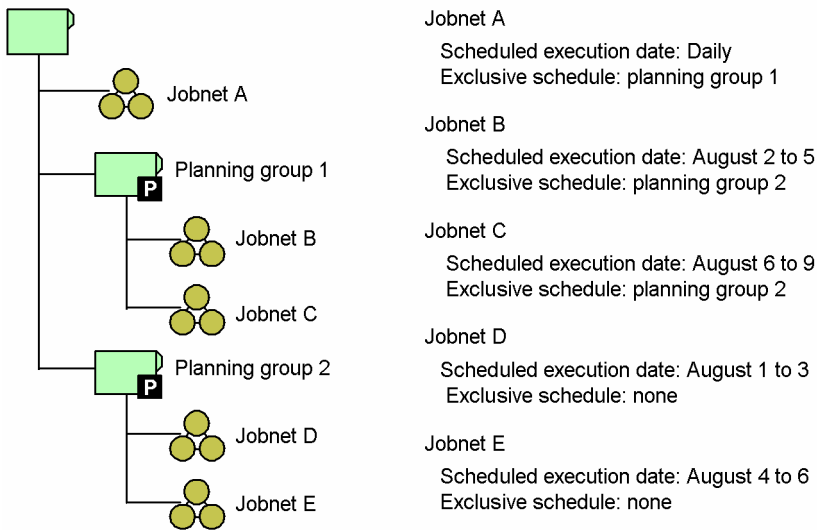 Jobnet A
Planning group 1
P
Jobnet B
Jobnet C
Planning group 2
P
Jobnet D
Jobnet E
Jobnet A
Scheduled execution date: Daily
Exclusive schedule: planning group 1
Jobnet B
Scheduled execution date: August 2 to 5
Exclusive schedule: planning group 2
Jobnet C
Scheduled execution date: August 6 to 9
Exclusive schedule: planning group 2
Jobnet D
Scheduled execution date: August 1 to 3
Exclusive schedule: none
Jobnet E
Scheduled execution date: August 4 to 6
Exclusive schedule: none